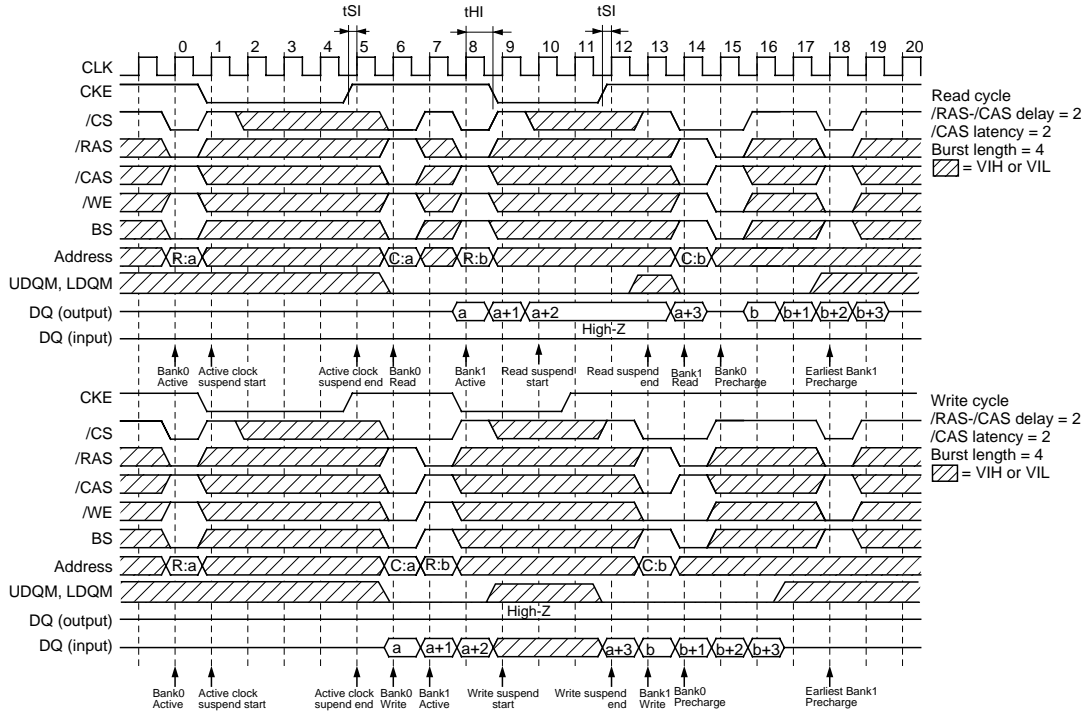 tSI tHI tSI
0 1 2 3 4 5 6 7 8 9 10 11 12 13 14 15 16 17 18 19 20
CLK
CKE
/CS
/RAS
/CAS
/WE
BS
Address R:a C:a R:b C:b
UDQM, LDQM
DQ (output) a a+1 a+2 a+3 b b+1 b+2 b+3
High-Z
DQ (input)
Read cycle
/RAS-/CAS delay = 2
/CAS latency = 2
Burst length = 4
= VIH or VIL
Bank0 Active
Active clock suspend start
Active clock suspend end
Bank0 Read
Bank1 Active
Read suspend start
Read suspend end
Bank1 Read
Bank0 Precharge
Earliest Bank1 Precharge
CKE
/CS
/RAS
/CAS
/WE
BS
Address R:a C:a R:b C:b
UDQM, LDQM
High-Z
DQ (output)
DQ (input) a a+1 a+2 a+3 b b+1 b+2 b+3
Write cycle
/RAS-/CAS delay = 2
/CAS latency = 2
Burst length = 4
= VIH or VIL
Bank0 Active
Active clock suspend start
Active clock supend end
Bank0 Write
Bank1 Active
Write suspend start
Write suspend end
Bank1 Write
Bank0 Precharge
Earliest Bank1 Precharge